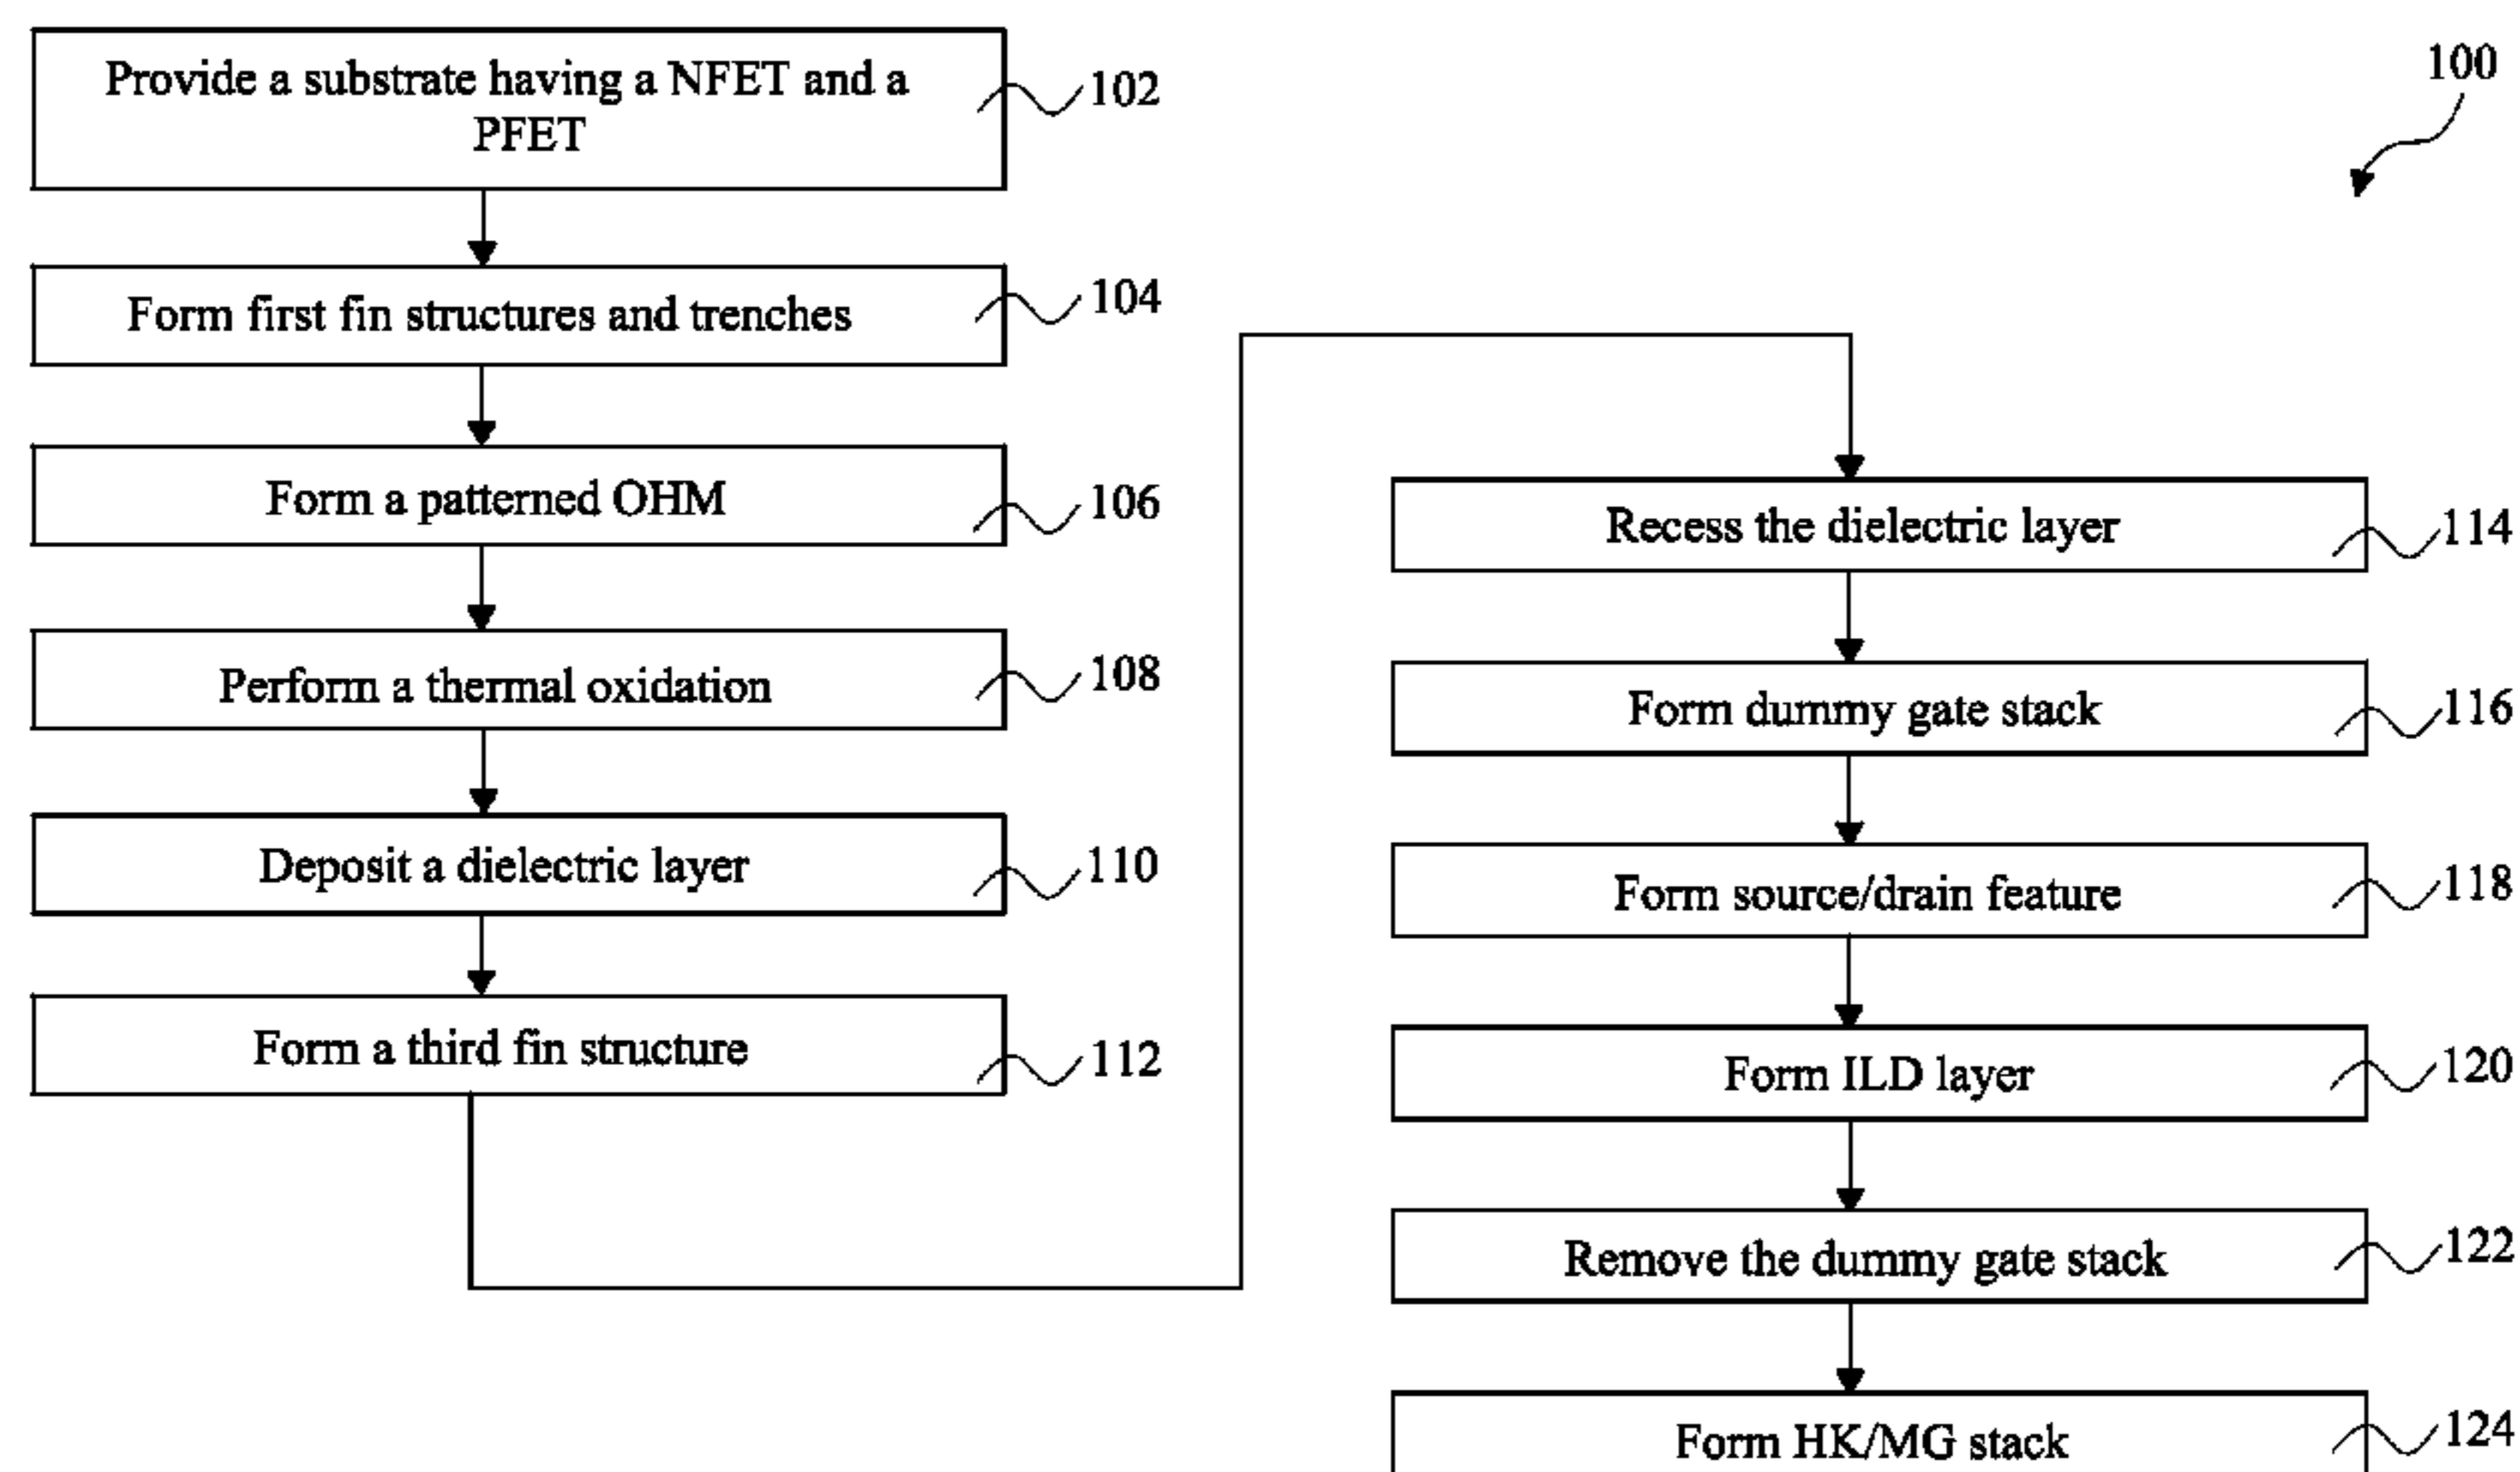 Provide a substrate having a NFET and a
PFET
102
100
Form first fin structures and trenches
104
Form a patterned OHM
106
Perform a thermal oxidation
108
Deposit a dielectric layer
110
Form a third fin structure
112
Recess the dielectric layer
114
Form dummy gate stack
116
Form source/drain feature
118
Form ILD layer
120
Remove the dummy gate stack
122
Form HK/MG stack
124